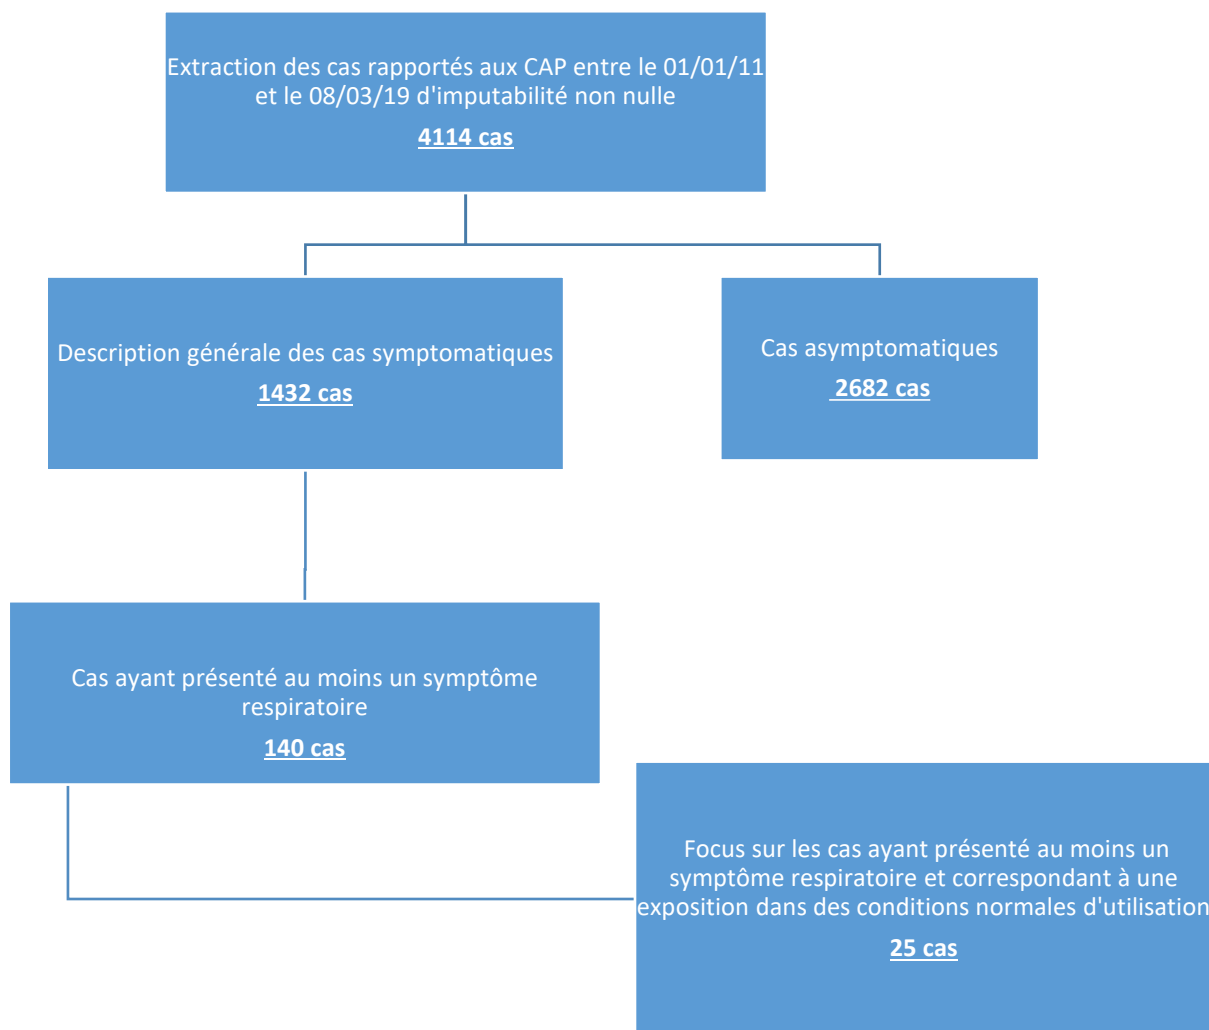 Extraction des cas rapportés aux CAP entre le 01/01/11
et le 08/03/19 d'imputabilité non nulle
4114 cas
Description générale des cas symptomatiques
1432 cas
Cas asymptomatiques
2682 cas
Cas ayant présenté au moins un symptôme
respiratoire
140 cas
Focus sur les cas ayant présenté au moins un
symptôme respiratoire et correspondant à une
exposition dans des conditions normales d'utilisation
25 cas